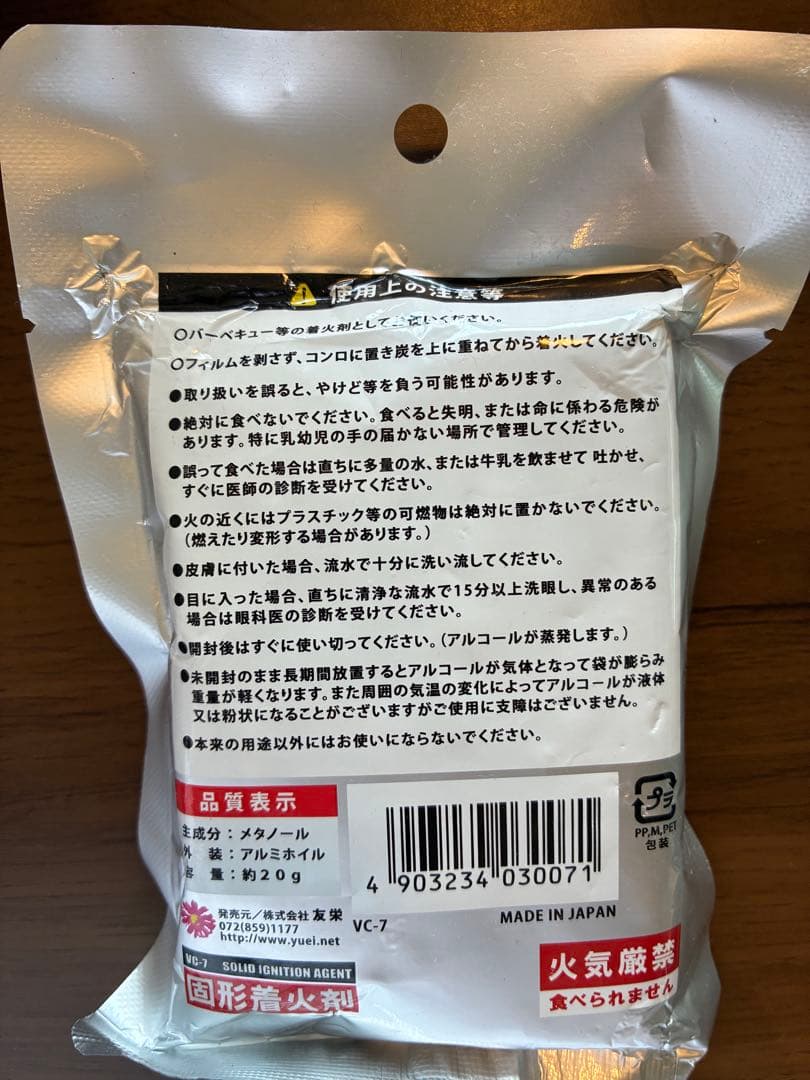 使用上の注意等
○バーベキュー等の着火剤としてお使いください。
○フィルムを剥さず、コンロに置き炭を上に重ねてから着火してください。
●取り扱いを誤ると、やけど等を負う可能性があります。
●絶対に食べないでください。食べると失明、または命に係わる危険が
あります。特に乳幼児の手の届かない場所で管理してください。
●誤って食べた場合は直ちに多量の水、または牛乳を飲ませて 吐かせ、
すぐに医師の診断を受けてください。
●火の近くにはプラスチック等の可燃物は絶対に置かないでください。
(燃えたり変形する場合があります。)
●皮膚に付いた場合、流水で十分に洗い流してください。
●目に入った場合、直ちに清浄な流水で15分以上洗眼し、異常のある
場合は眼科医の診断を受けてください。
●開封後はすぐに使い切ってください。(アルコールが蒸発します。)
●未開封のまま長期間放置するとアルコールが気体となって袋が膨らみ
重量が軽くなります。また周囲の気温の変化によってアルコールが液体
又は粉状になることがございますがご使用に支障はございません。
●本来の用途以外にはお使いにならないでください。
品質表示
主成分：メタノール
外 装：アルミホイル
容 量：約20g
プラ
PP,M,PET
包装
4 903234 030071
発売元／株式会社 友栄
072(859)1177
http://www.yuei.net
VC-7
MADE IN JAPAN
VC-7 SOLID IGNITION AGENT
固形着火剤
火気厳禁
食べられません